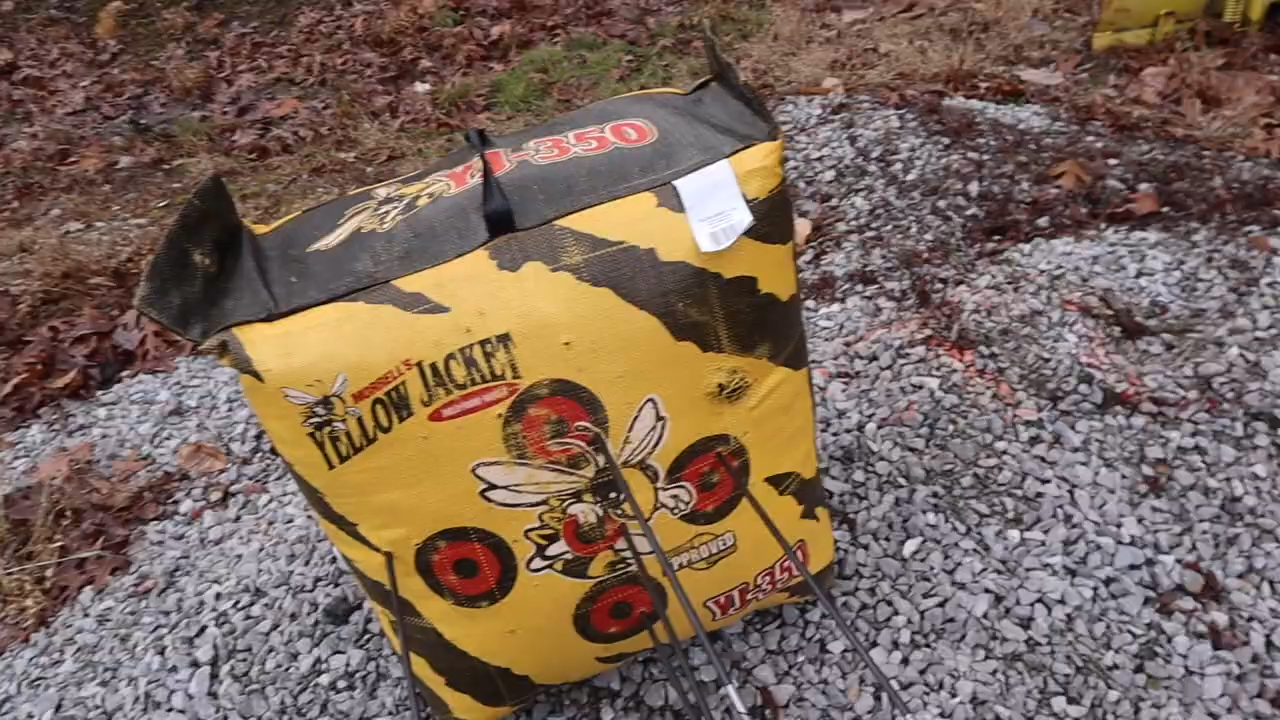 YJ-350
MORRELL'S
YELLOW JACKET
APPROVED
YJ-350